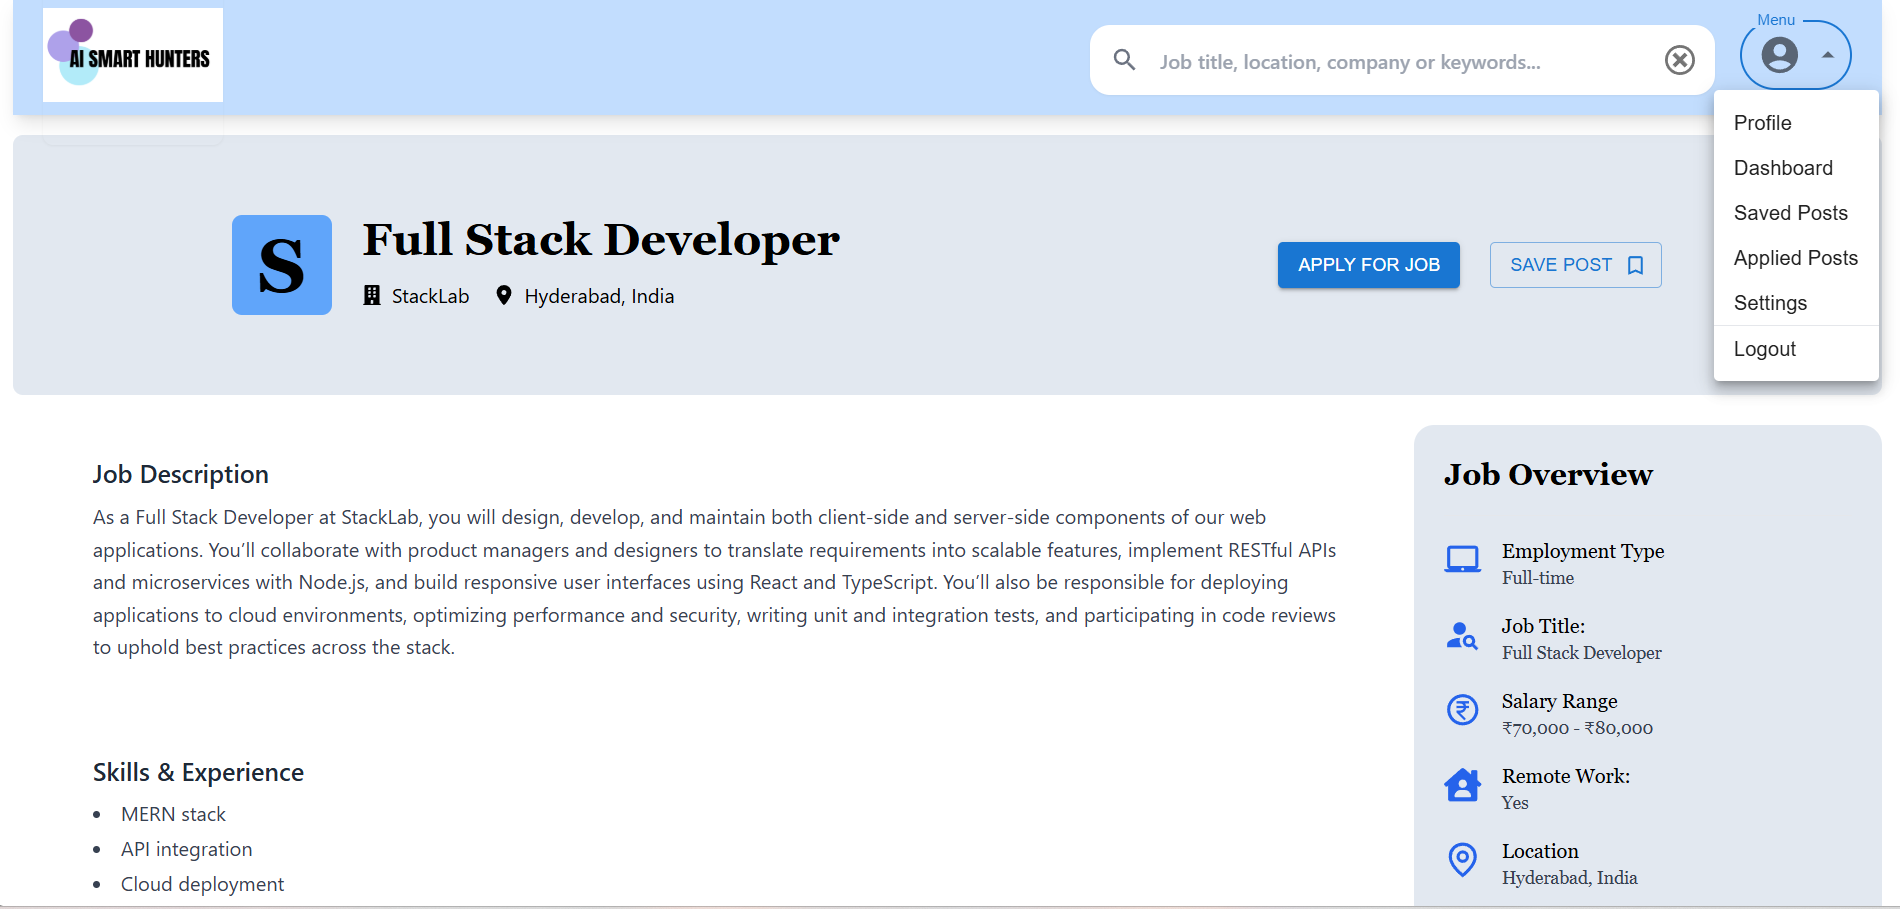 AI SMART HUNTERS
Job title, location, company or keywords...
Menu
Profile
Dashboard
Saved Posts
Applied Posts
Settings
Logout
S
Full Stack Developer
StackLab
Hyderabad, India
APPLY FOR JOB
SAVE POST
Job Description
As a Full Stack Developer at StackLab, you will design, develop, and maintain both client-side and server-side components of our web
applications. You’ll collaborate with product managers and designers to translate requirements into scalable features, implement RESTful APIs
and microservices with Node.js, and build responsive user interfaces using React and TypeScript. You’ll also be responsible for deploying
applications to cloud environments, optimizing performance and security, writing unit and integration tests, and participating in code reviews
to uphold best practices across the stack.
Skills & Experience
• MERN stack
• API integration
• Cloud deployment
Job Overview
Employment Type
Full-time
Job Title:
Full Stack Developer
Salary Range
₹70,000 - ₹80,000
Remote Work:
Yes
Location
Hyderabad, India